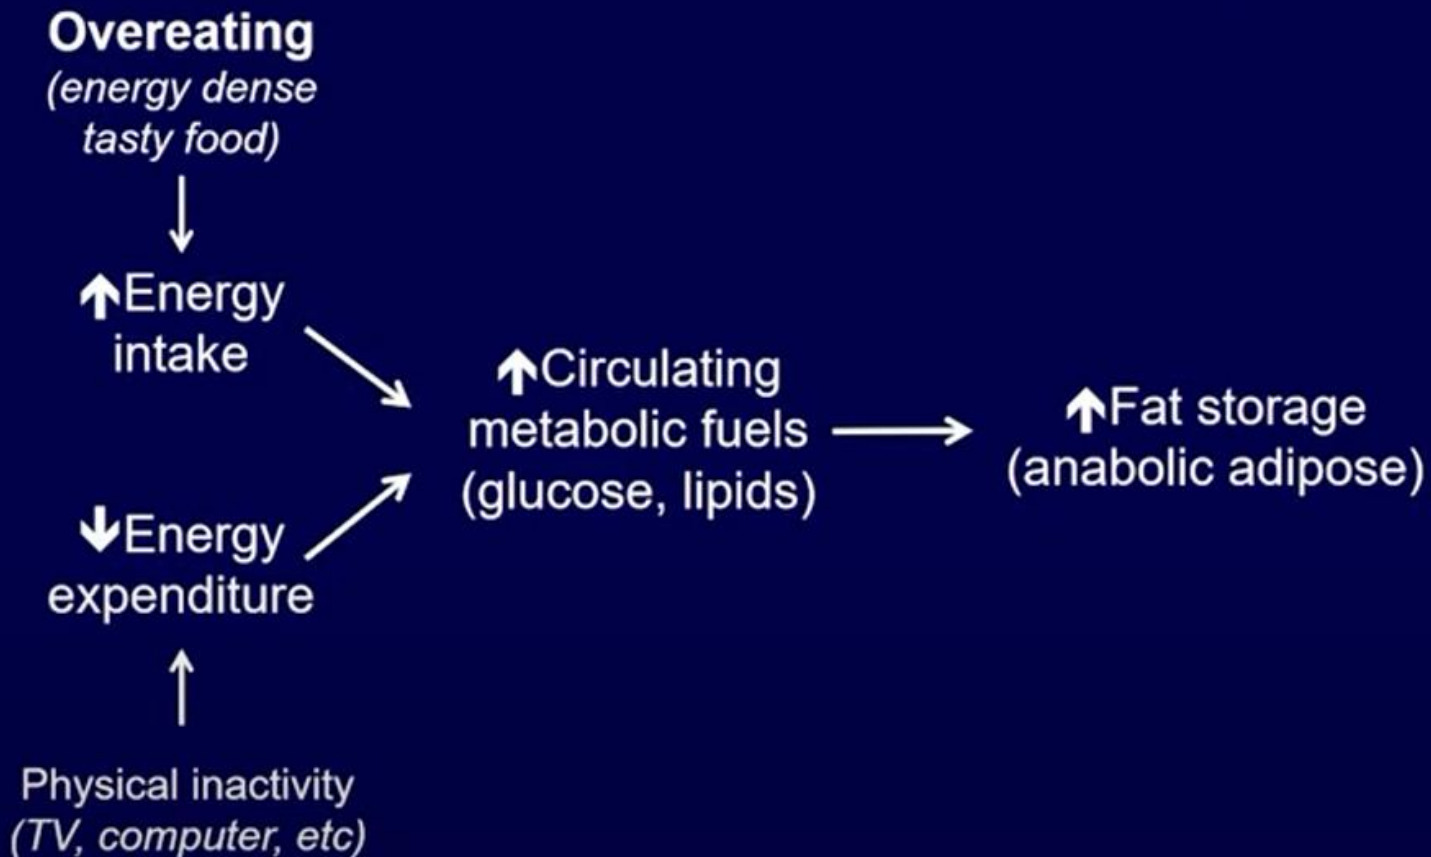 Overeating
(energy dense
tasty food)
↑Energy
intake
↓Energy
expenditure
Physical inactivity
(TV, computer, etc)
↑Circulating
metabolic fuels
(glucose, lipids)
↑Fat storage
(anabolic adipose)